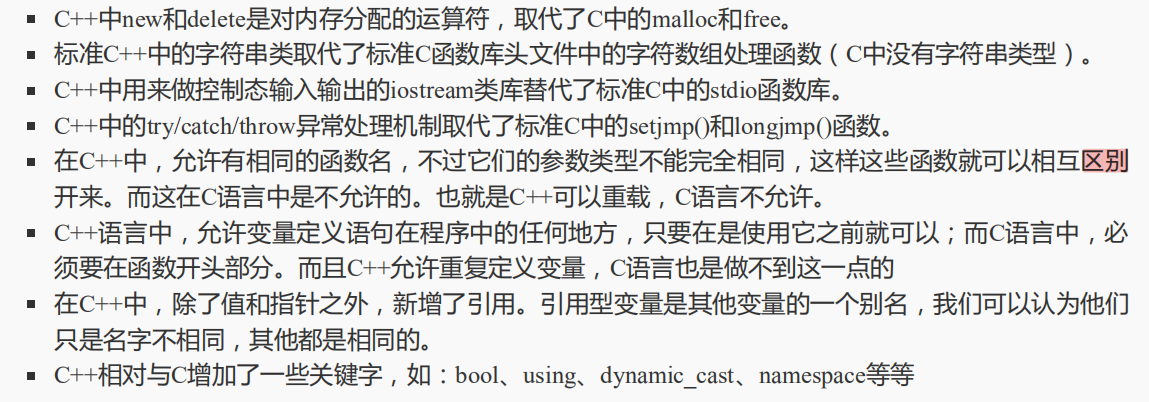 ▪ C++中new和delete是对内存分配的运算符，取代了C中的malloc和free。
▪ 标准C++中的字符串类取代了标准C函数库头文件中的字符数组处理函数（C中没有字符串类型）。
▪ C++中用来做控制态输入输出的iostream类库替代了标准C中的stdio函数库。
▪ C++中的try/catch/throw异常处理机制取代了标准C中的setjmp()和longjmp()函数。
▪ 在C++中，允许有相同的函数名，不过它们的参数类型不能完全相同，这样这些函数就可以相互区别
开来。而这在C语言中是不允许的。也就是C++可以重载，C语言不允许。
▪ C++语言中，允许变量定义语句在程序中的任何地方，只要在是使用它之前就可以；而C语言中，必
须要在函数开头部分。而且C++允许重复定义变量，C语言也是做不到这一点的
▪ 在C++中，除了值和指针之外，新增了引用。引用型变量是其他变量的一个别名，我们可以认为他们
只是名字不相同，其他都是相同的。
▪ C++相对与C增加了一些关键字，如：bool、using、dynamic_cast、namespace等等